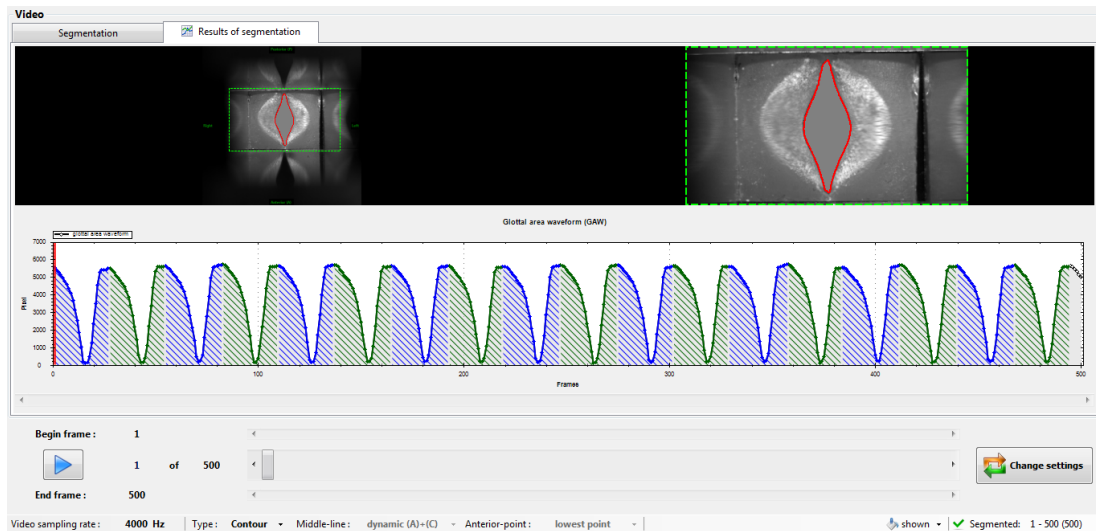 Video
Segmentation
Results of segmentation
Right
Left
Glottal area waveform (GAW)
glottal area waveform
7000
6000
5000
4000
3000
2000
1000
0
Pixel
0 100 200 300 400 500
Frames
Begin frame : 1
1 of 500
Change settings
End frame : 500
Video sampling rate : 4000 Hz Type : Contour Middle-line : dynamic (A)+(C) Anterior-point : lowest point shown Segmented: 1 - 500 (500)